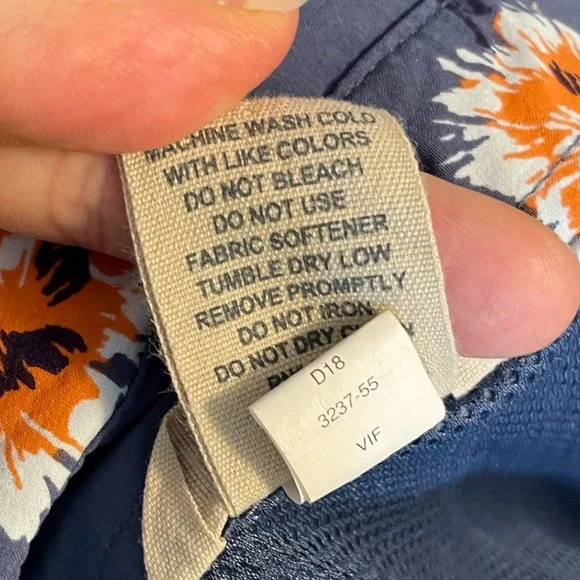 MACHINE WASH COLD
WITH LIKE COLORS
DO NOT BLEACH
DO NOT USE
FABRIC SOFTENER
TUMBLE DRY LOW
REMOVE PROMPTLY
DO NOT IRON
DO NOT DRY
D18
3237-55
VIF